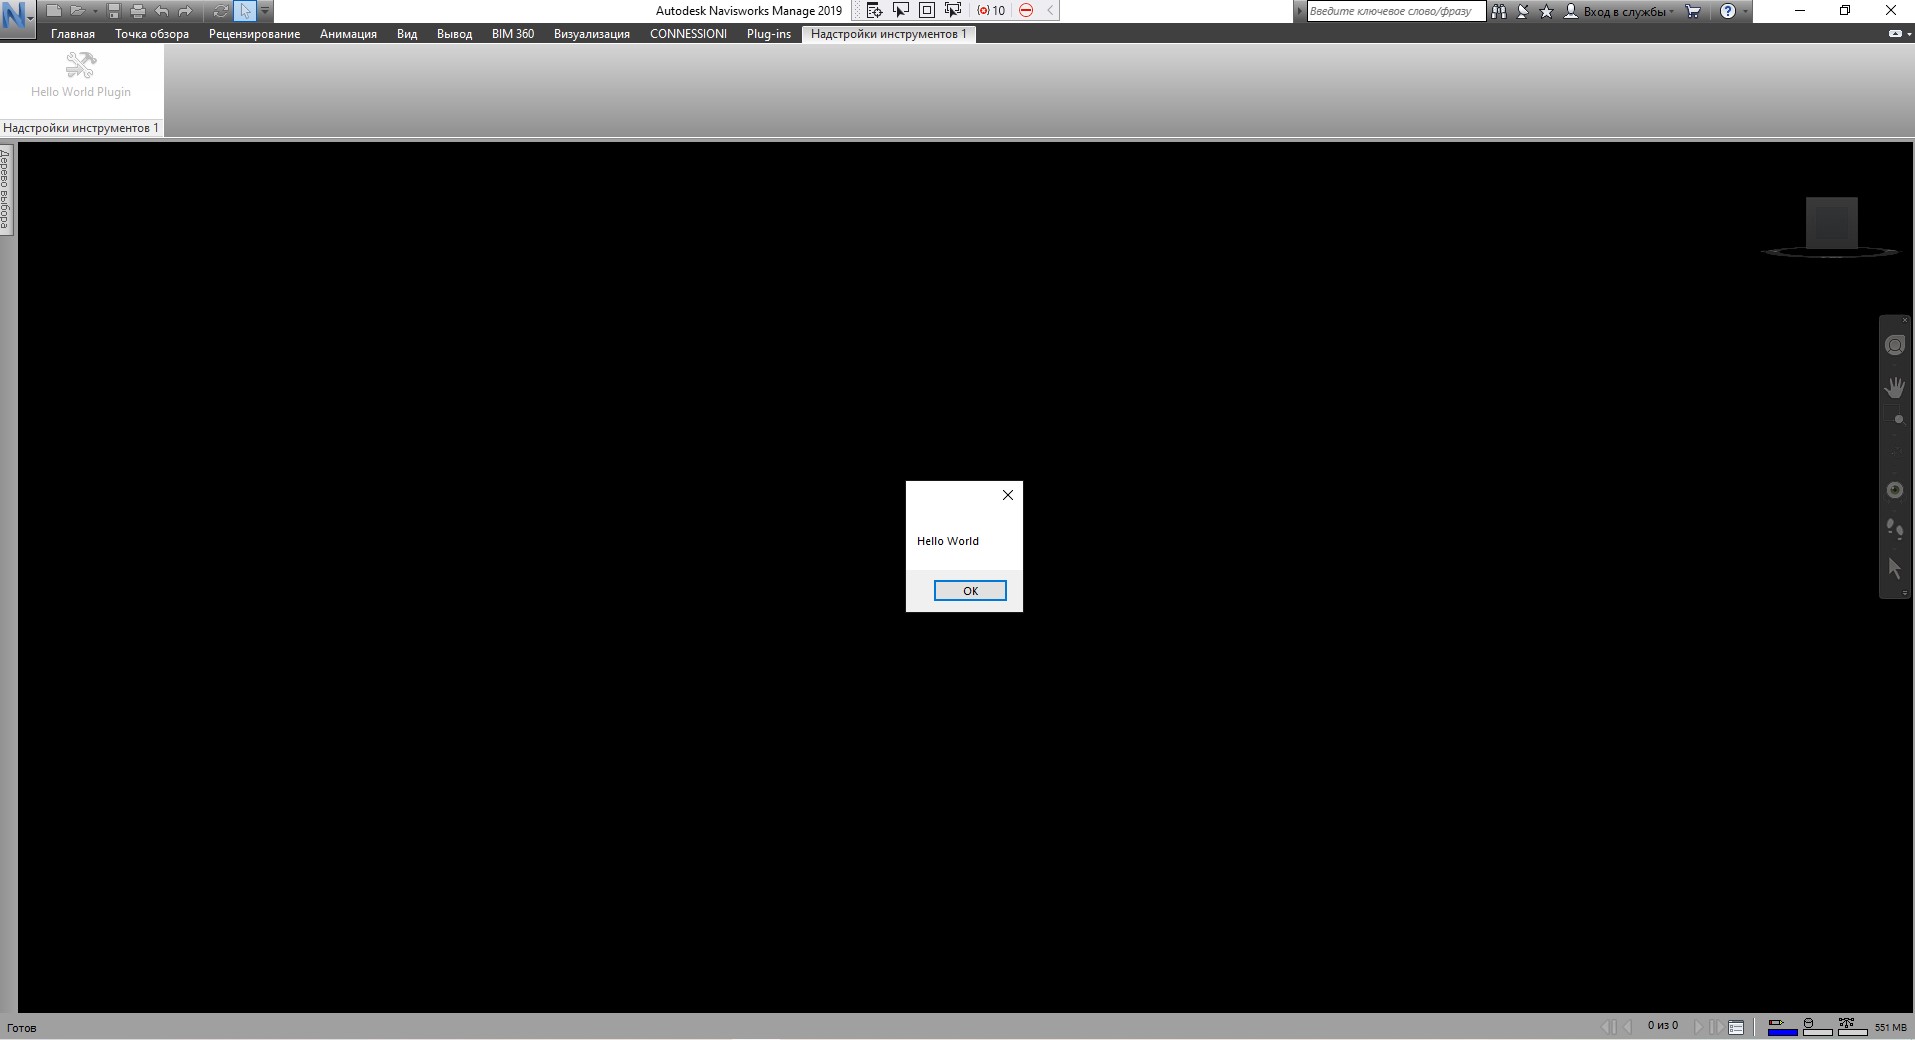 Autodesk Navisworks Manage 2019
10
Введите ключевое слово/фразу
Вход в службы
Главная
Точка обзора
Рецензирование
Анимация
Вид
Вывод
BIM 360
Визуализация
CONNESSIONI
Plug-ins
Надстройки инструментов 1
Hello World Plugin
Надстройки инструментов 1
Дерево выбора
Hello World
OK
Готов
0 из 0
551 MB